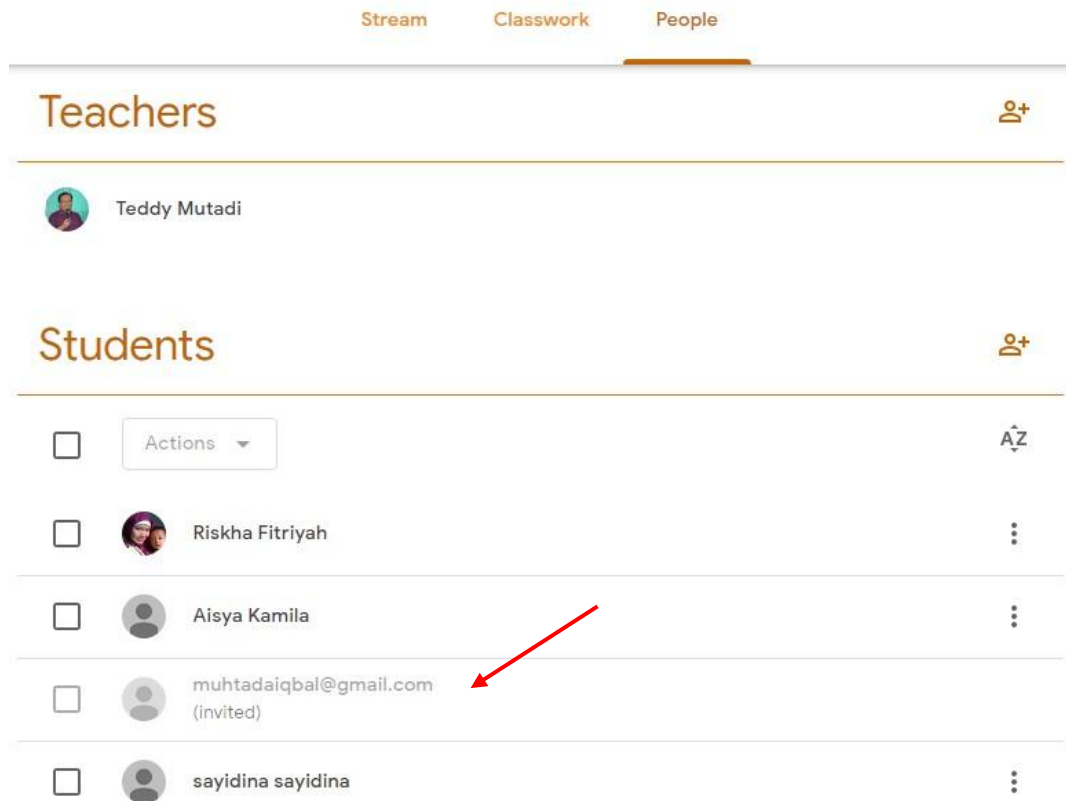 Stream Classwork People
Teachers
Teddy Mutadi
Students
Actions
AZ
Riskha Fitriyah
Aisya Kamila
muhtadaiqbal@gmail.com
(invited)
sayidina sayidina